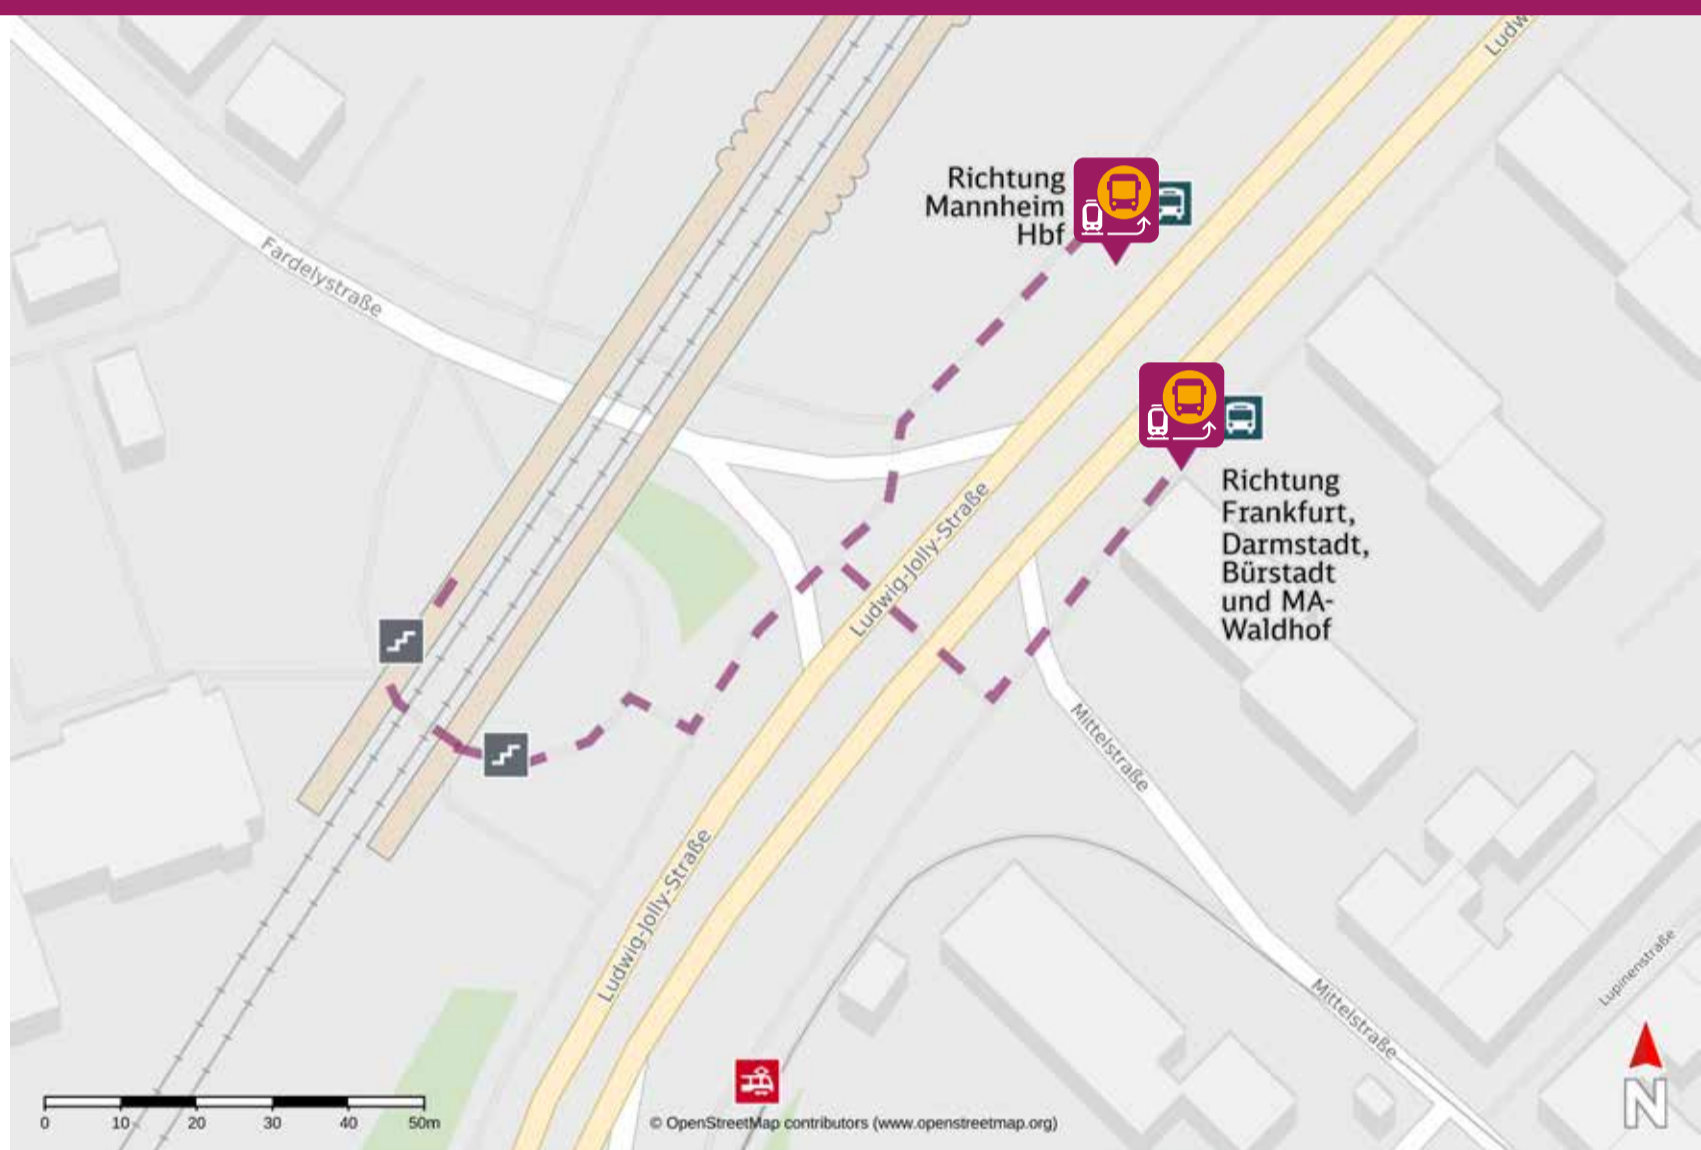 Ludw
Richtung
Mannheim
Hbf
Fardelystraße
Richtung
Frankfurt,
Darmstadt,
Bürstadt
und MA-
Waldhof
Ludwig-Jolly-Straße
Mittelstraße
Ludwig-Jolly-Straße
Lupinenstraße
Mittelstraße
0 10 20 30 40 50m
© OpenStreetMap contributors (www.openstreetmap.org)
N